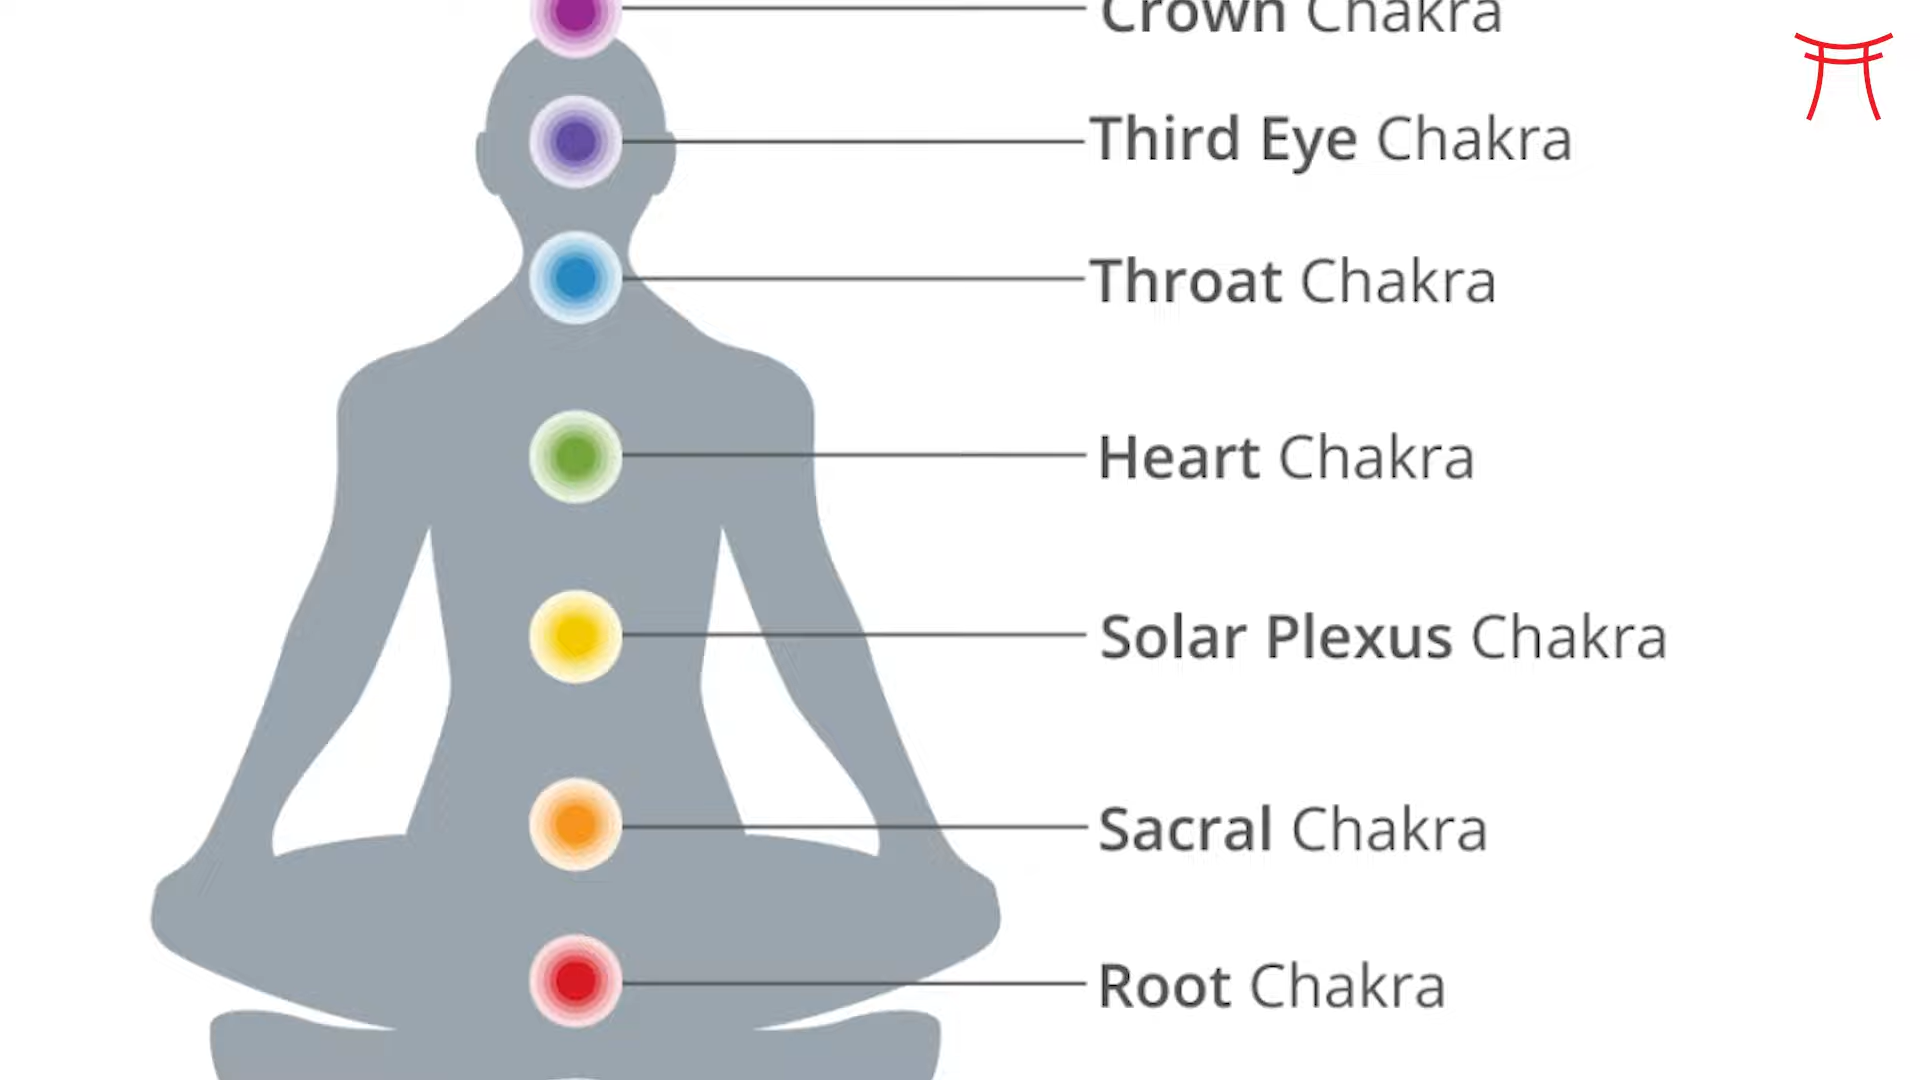 Crown Chakra
Third Eye Chakra
Throat Chakra
Heart Chakra
Solar Plexus Chakra
Sacral Chakra
Root Chakra